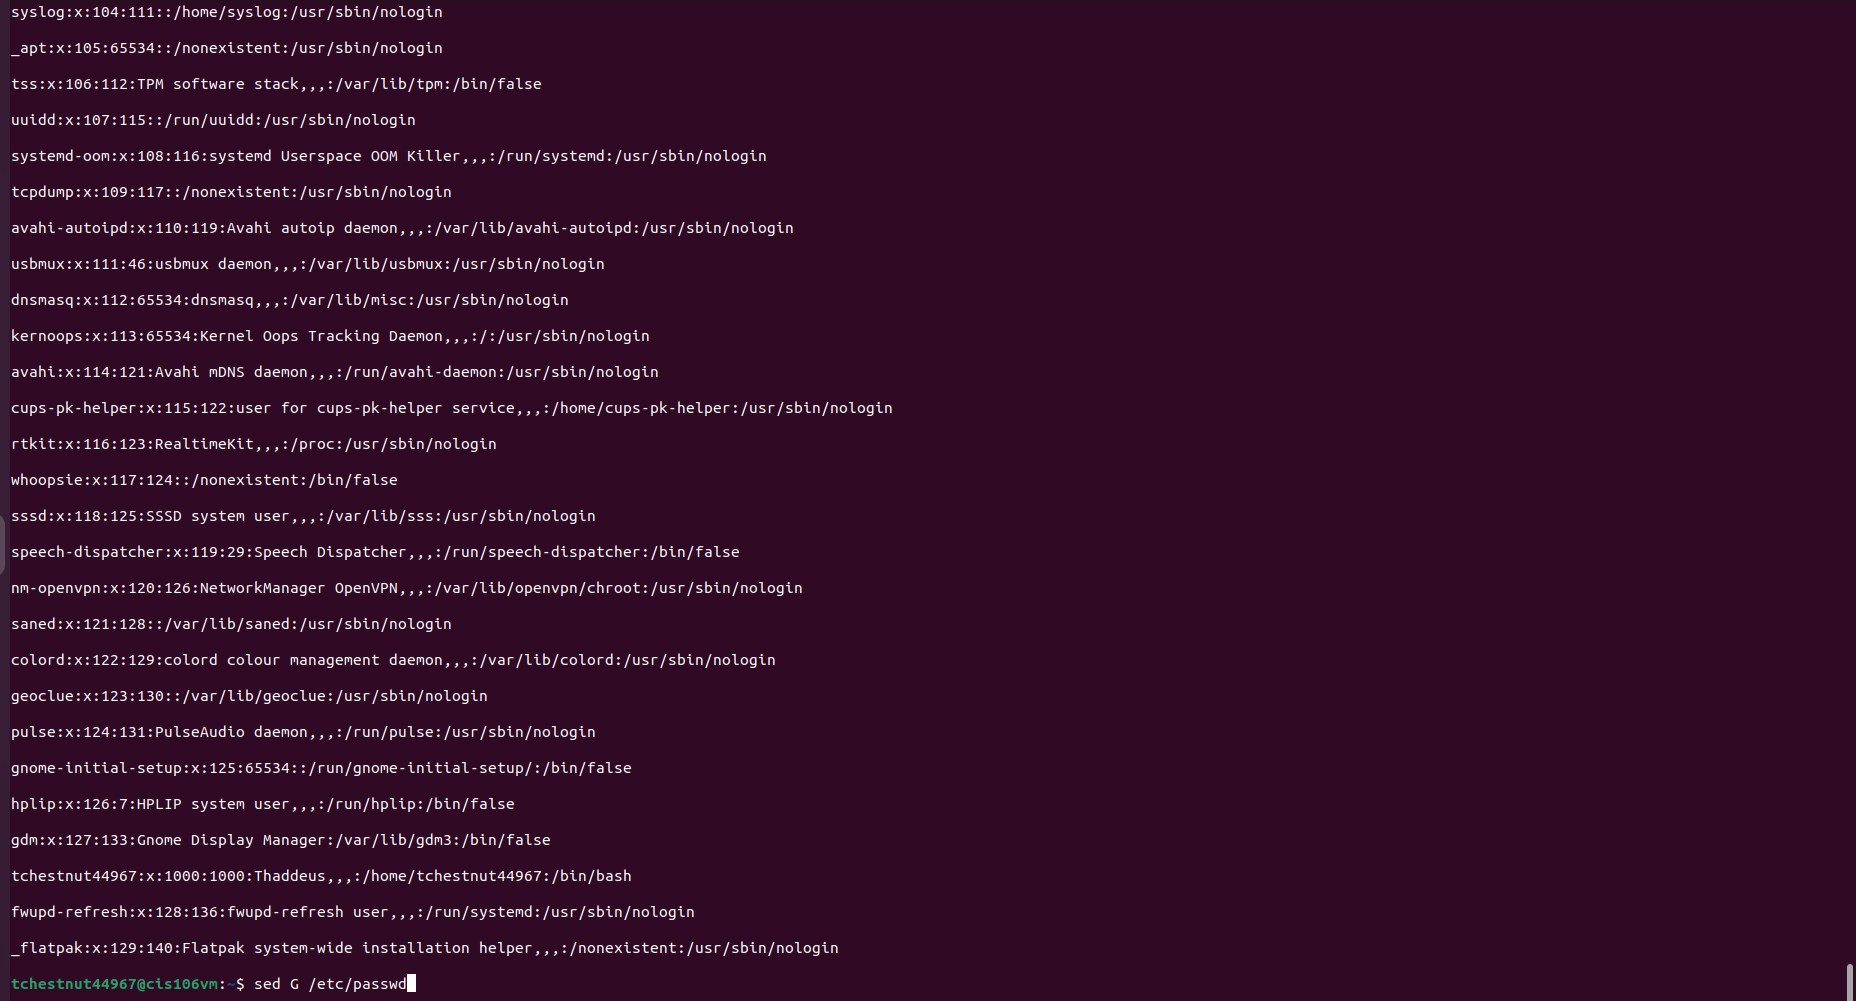 syslog:x:104:111::/home/syslog:/usr/sbin/nologin
_apt:x:105:65534::/nonexistent:/usr/sbin/nologin
tss:x:106:112:TPM software stack,,,:/var/lib/tpm:/bin/false
uuidd:x:107:115::/run/uuidd:/usr/sbin/nologin
systemd-oom:x:108:116:systemd Userspace OOM Killer,,,:/run/systemd:/usr/sbin/nologin
tcpdump:x:109:117::/nonexistent:/usr/sbin/nologin
avahi-autoipd:x:110:119:Avahi autoip daemon,,,:/var/lib/avahi-autoipd:/usr/sbin/nologin
usbmux:x:111:46:usbmux daemon,,,:/var/lib/usbmux:/usr/sbin/nologin
dnsmasq:x:112:65534:dnsmasq,,,:/var/lib/misc:/usr/sbin/nologin
kernoops:x:113:65534:Kernel Oops Tracking Daemon,,,:/:/usr/sbin/nologin
avahi:x:114:121:Avahi mDNS daemon,,,:/run/avahi-daemon:/usr/sbin/nologin
cups-pk-helper:x:115:122:user for cups-pk-helper service,,,:/home/cups-pk-helper:/usr/sbin/nologin
rtkit:x:116:123:RealtimeKit,,,:/proc:/usr/sbin/nologin
whoopsie:x:117:124::/nonexistent:/bin/false
sssd:x:118:125:SSSD system user,,,:/var/lib/sss:/usr/sbin/nologin
speech-dispatcher:x:119:29:Speech Dispatcher,,,:/run/speech-dispatcher:/bin/false
nm-openvpn:x:120:126:NetworkManager OpenVPN,,,:/var/lib/openvpn/chroot:/usr/sbin/nologin
saned:x:121:128::/var/lib/saned:/usr/sbin/nologin
colord:x:122:129:colord colour management daemon,,,:/var/lib/colord:/usr/sbin/nologin
geoclue:x:123:130::/var/lib/geoclue:/usr/sbin/nologin
pulse:x:124:131:PulseAudio daemon,,,:/run/pulse:/usr/sbin/nologin
gnome-initial-setup:x:125:65534::/run/gnome-initial-setup/:/bin/false
hplip:x:126:7:HPLIP system user,,,:/run/hplip:/bin/false
gdm:x:127:133:Gnome Display Manager:/var/lib/gdm3:/bin/false
tchestnut44967:x:1000:1000:Thaddeus,,,:/home/tchestnut44967:/bin/bash
fwupd-refresh:x:128:136:fwupd-refresh user,,,:/run/systemd:/usr/sbin/nologin
_flatpak:x:129:140:Flatpak system-wide installation helper,,,:/nonexistent:/usr/sbin/nologin
tchestnut44967@cis106vm:~$ sed G /etc/passwd